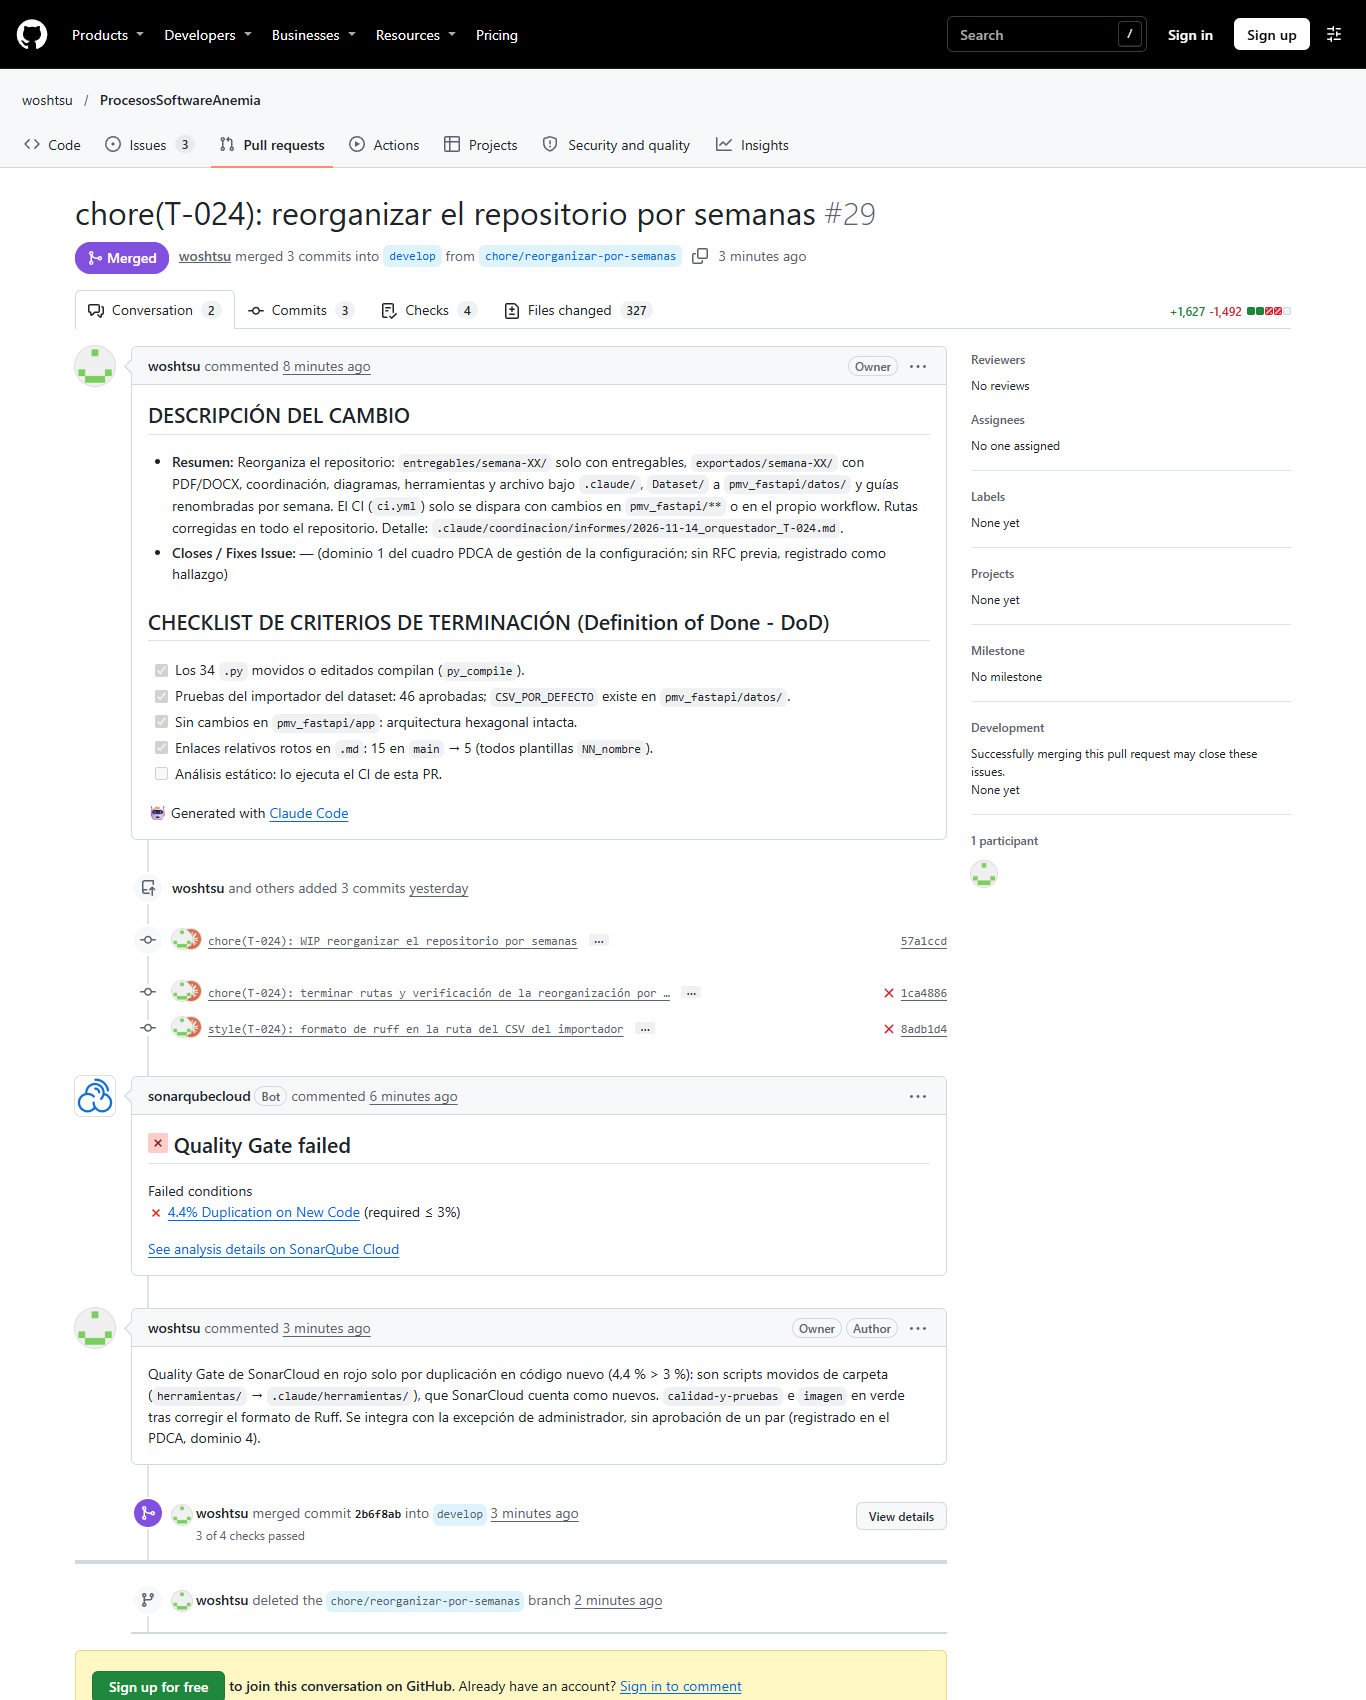 Products Developers Businesses Resources Pricing Search / Sign in Sign up
woshtsu / ProcesosSoftwareAnemia
Code Issues 3 Pull requests Actions Projects Security and quality Insights
chore(T-024): reorganizar el repositorio por semanas #29
Merged woshtsu merged 3 commits into develop from chore/reorganizar-por-semanas 3 minutes ago
Conversation 2 Commits 3 Checks 4 Files changed 327 +1,627 -1,492
woshtsu commented 8 minutes ago Owner ...
DESCRIPCIÓN DEL CAMBIO
• Resumen: Reorganiza el repositorio: entregables/semana-XX/ solo con entregables, exportados/semana-XX/ con
PDF/DOCX, coordinación, diagramas, herramientas y archivo bajo .claude/, Dataset/ a pmv_fastapi/datos/ y guías
renombradas por semana. El CI (ci.yml) solo se dispara con cambios en pmv_fastapi/** o en el propio workflow. Rutas
corregidas en todo el repositorio. Detalle: .claude/coordinacion/informes/2026-11-14_orquestador_T-024.md.
• Closes / Fixes Issue: — (dominio 1 del cuadro PDCA de gestión de la configuración; sin RFC previa, registrado como
hallazgo)
CHECKLIST DE CRITERIOS DE TERMINACIÓN (Definition of Done - DoD)
Los 34 .py movidos o editados compilan (py_compile).
Pruebas del importador del dataset: 46 aprobadas; CSV_POR_DEFECTO existe en pmv_fastapi/datos/.
Sin cambios en pmv_fastapi/app: arquitectura hexagonal intacta.
Enlaces relativos rotos en .md: 15 en main → 5 (todos plantillas NN_nombre).
Análisis estático: lo ejecuta el CI de esta PR.
Generated with Claude Code
woshtsu and others added 3 commits yesterday
chore(T-024): WIP reorganizar el repositorio por semanas ... 57a1ccd
chore(T-024): terminar rutas y verificación de la reorganización por … ... 1ca4886
style(T-024): formato de ruff en la ruta del CSV del importador ... 8adb1d4
sonarqubecloud Bot commented 6 minutes ago ...
Quality Gate failed
Failed conditions
4.4% Duplication on New Code (required ≤ 3%)
See analysis details on SonarQube Cloud
woshtsu commented 3 minutes ago Owner Author ...
Quality Gate de SonarCloud en rojo solo por duplicación en código nuevo (4,4 % > 3 %): son scripts movidos de carpeta
(herramientas/ → .claude/herramientas/), que SonarCloud cuenta como nuevos. calidad-y-pruebas e imagen en verde
tras corregir el formato de Ruff. Se integra con la excepción de administrador, sin aprobación de un par (registrado en el
PDCA, dominio 4).
woshtsu merged commit 2b6f8ab into develop 3 minutes ago View details
3 of 4 checks passed
woshtsu deleted the chore/reorganizar-por-semanas branch 2 minutes ago
Sign up for free to join this conversation on GitHub. Already have an account? Sign in to comment
Reviewers
No reviews
Assignees
No one assigned
Labels
None yet
Projects
None yet
Milestone
No milestone
Development
Successfully merging this pull request may close these
issues.
None yet
1 participant